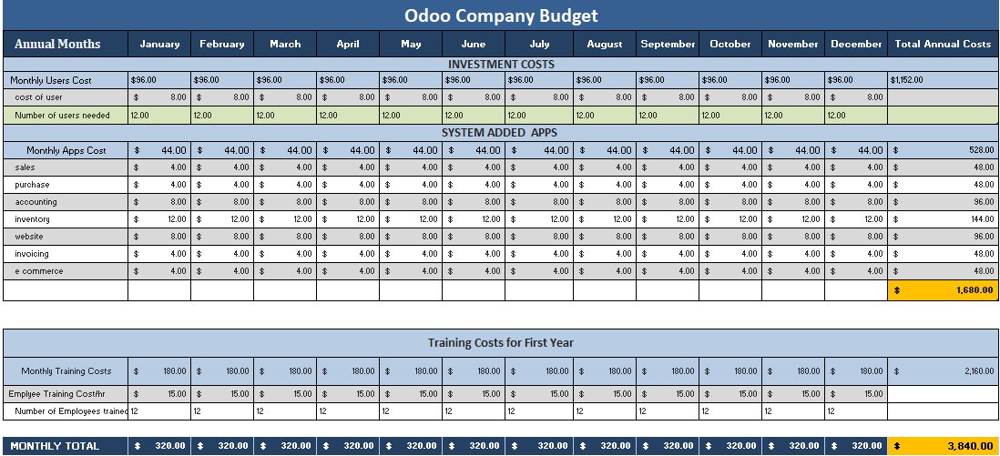 Odoo Company Budget
Annual Months January February March April May June July August September October November December Total Annual Costs
INVESTMENT COSTS
Monthly Users Cost $96.00 $96.00 $96.00 $96.00 $96.00 $96.00 $96.00 $96.00 $96.00 $96.00 $96.00 $96.00 $1,152.00
cost of user $ 8.00 $ 8.00 $ 8.00 $ 8.00 $ 8.00 $ 8.00 $ 8.00 $ 8.00 $ 8.00 $ 8.00 $ 8.00 $ 8.00
Number of users needed 12.00 12.00 12.00 12.00 12.00 12.00 12.00 12.00 12.00 12.00 12.00 12.00
SYSTEM ADDED APPS
Monthly Apps Cost $ 44.00 $ 44.00 $ 44.00 $ 44.00 $ 44.00 $ 44.00 $ 44.00 $ 44.00 $ 44.00 $ 44.00 $ 44.00 $ 44.00 $ 528.00
sales $ 4.00 $ 4.00 $ 4.00 $ 4.00 $ 4.00 $ 4.00 $ 4.00 $ 4.00 $ 4.00 $ 4.00 $ 4.00 $ 4.00 $ 48.00
purchase $ 4.00 $ 4.00 $ 4.00 $ 4.00 $ 4.00 $ 4.00 $ 4.00 $ 4.00 $ 4.00 $ 4.00 $ 4.00 $ 4.00 $ 48.00
accounting $ 8.00 $ 8.00 $ 8.00 $ 8.00 $ 8.00 $ 8.00 $ 8.00 $ 8.00 $ 8.00 $ 8.00 $ 8.00 $ 8.00 $ 96.00
inventory $ 12.00 $ 12.00 $ 12.00 $ 12.00 $ 12.00 $ 12.00 $ 12.00 $ 12.00 $ 12.00 $ 12.00 $ 12.00 $ 12.00 $ 144.00
website $ 8.00 $ 8.00 $ 8.00 $ 8.00 $ 8.00 $ 8.00 $ 8.00 $ 8.00 $ 8.00 $ 8.00 $ 8.00 $ 8.00 $ 96.00
invoicing $ 4.00 $ 4.00 $ 4.00 $ 4.00 $ 4.00 $ 4.00 $ 4.00 $ 4.00 $ 4.00 $ 4.00 $ 4.00 $ 4.00 $ 48.00
e commerce $ 4.00 $ 4.00 $ 4.00 $ 4.00 $ 4.00 $ 4.00 $ 4.00 $ 4.00 $ 4.00 $ 4.00 $ 4.00 $ 4.00 $ 48.00
$ 1,680.00
Training Costs for First Year
Monthly Training Costs $ 180.00 $ 180.00 $ 180.00 $ 180.00 $ 180.00 $ 180.00 $ 180.00 $ 180.00 $ 180.00 $ 180.00 $ 180.00 $ 180.00 $ 2,160.00
Emplyee Training Cost/hr $ 15.00 $ 15.00 $ 15.00 $ 15.00 $ 15.00 $ 15.00 $ 15.00 $ 15.00 $ 15.00 $ 15.00 $ 15.00 $ 15.00
Number of Employees trained 12 12 12 12 12 12 12 12 12 12 12 12
MONTHLY TOTAL $ 320.00 $ 320.00 $ 320.00 $ 320.00 $ 320.00 $ 320.00 $ 320.00 $ 320.00 $ 320.00 $ 320.00 $ 320.00 $ 320.00 $ 3,840.00